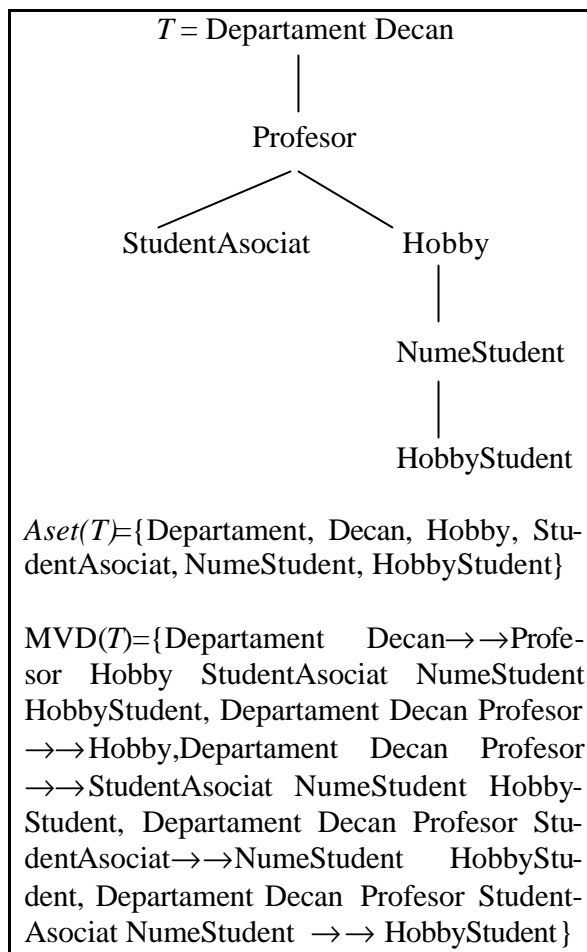 T = Departament Decan
Profesor
StudentAsociat Hobby
NumeStudent
HobbyStudent
Aset(T)={Departament, Decan, Hobby, Stu-
dentAsociat, NumeStudent, HobbyStudent}
MVD(T)={Departament Decan→→Profe-
sor Hobby StudentAsociat NumeStudent
HobbyStudent, Departament Decan Profesor
→→Hobby,Departament Decan Profesor
→→StudentAsociat NumeStudent Hobby-
Student, Departament Decan Profesor Stu-
dentAsociat→→NumeStudent HobbyStu-
dent, Departament Decan Profesor Student-
Asociat NumeStudent →→ HobbyStudent}